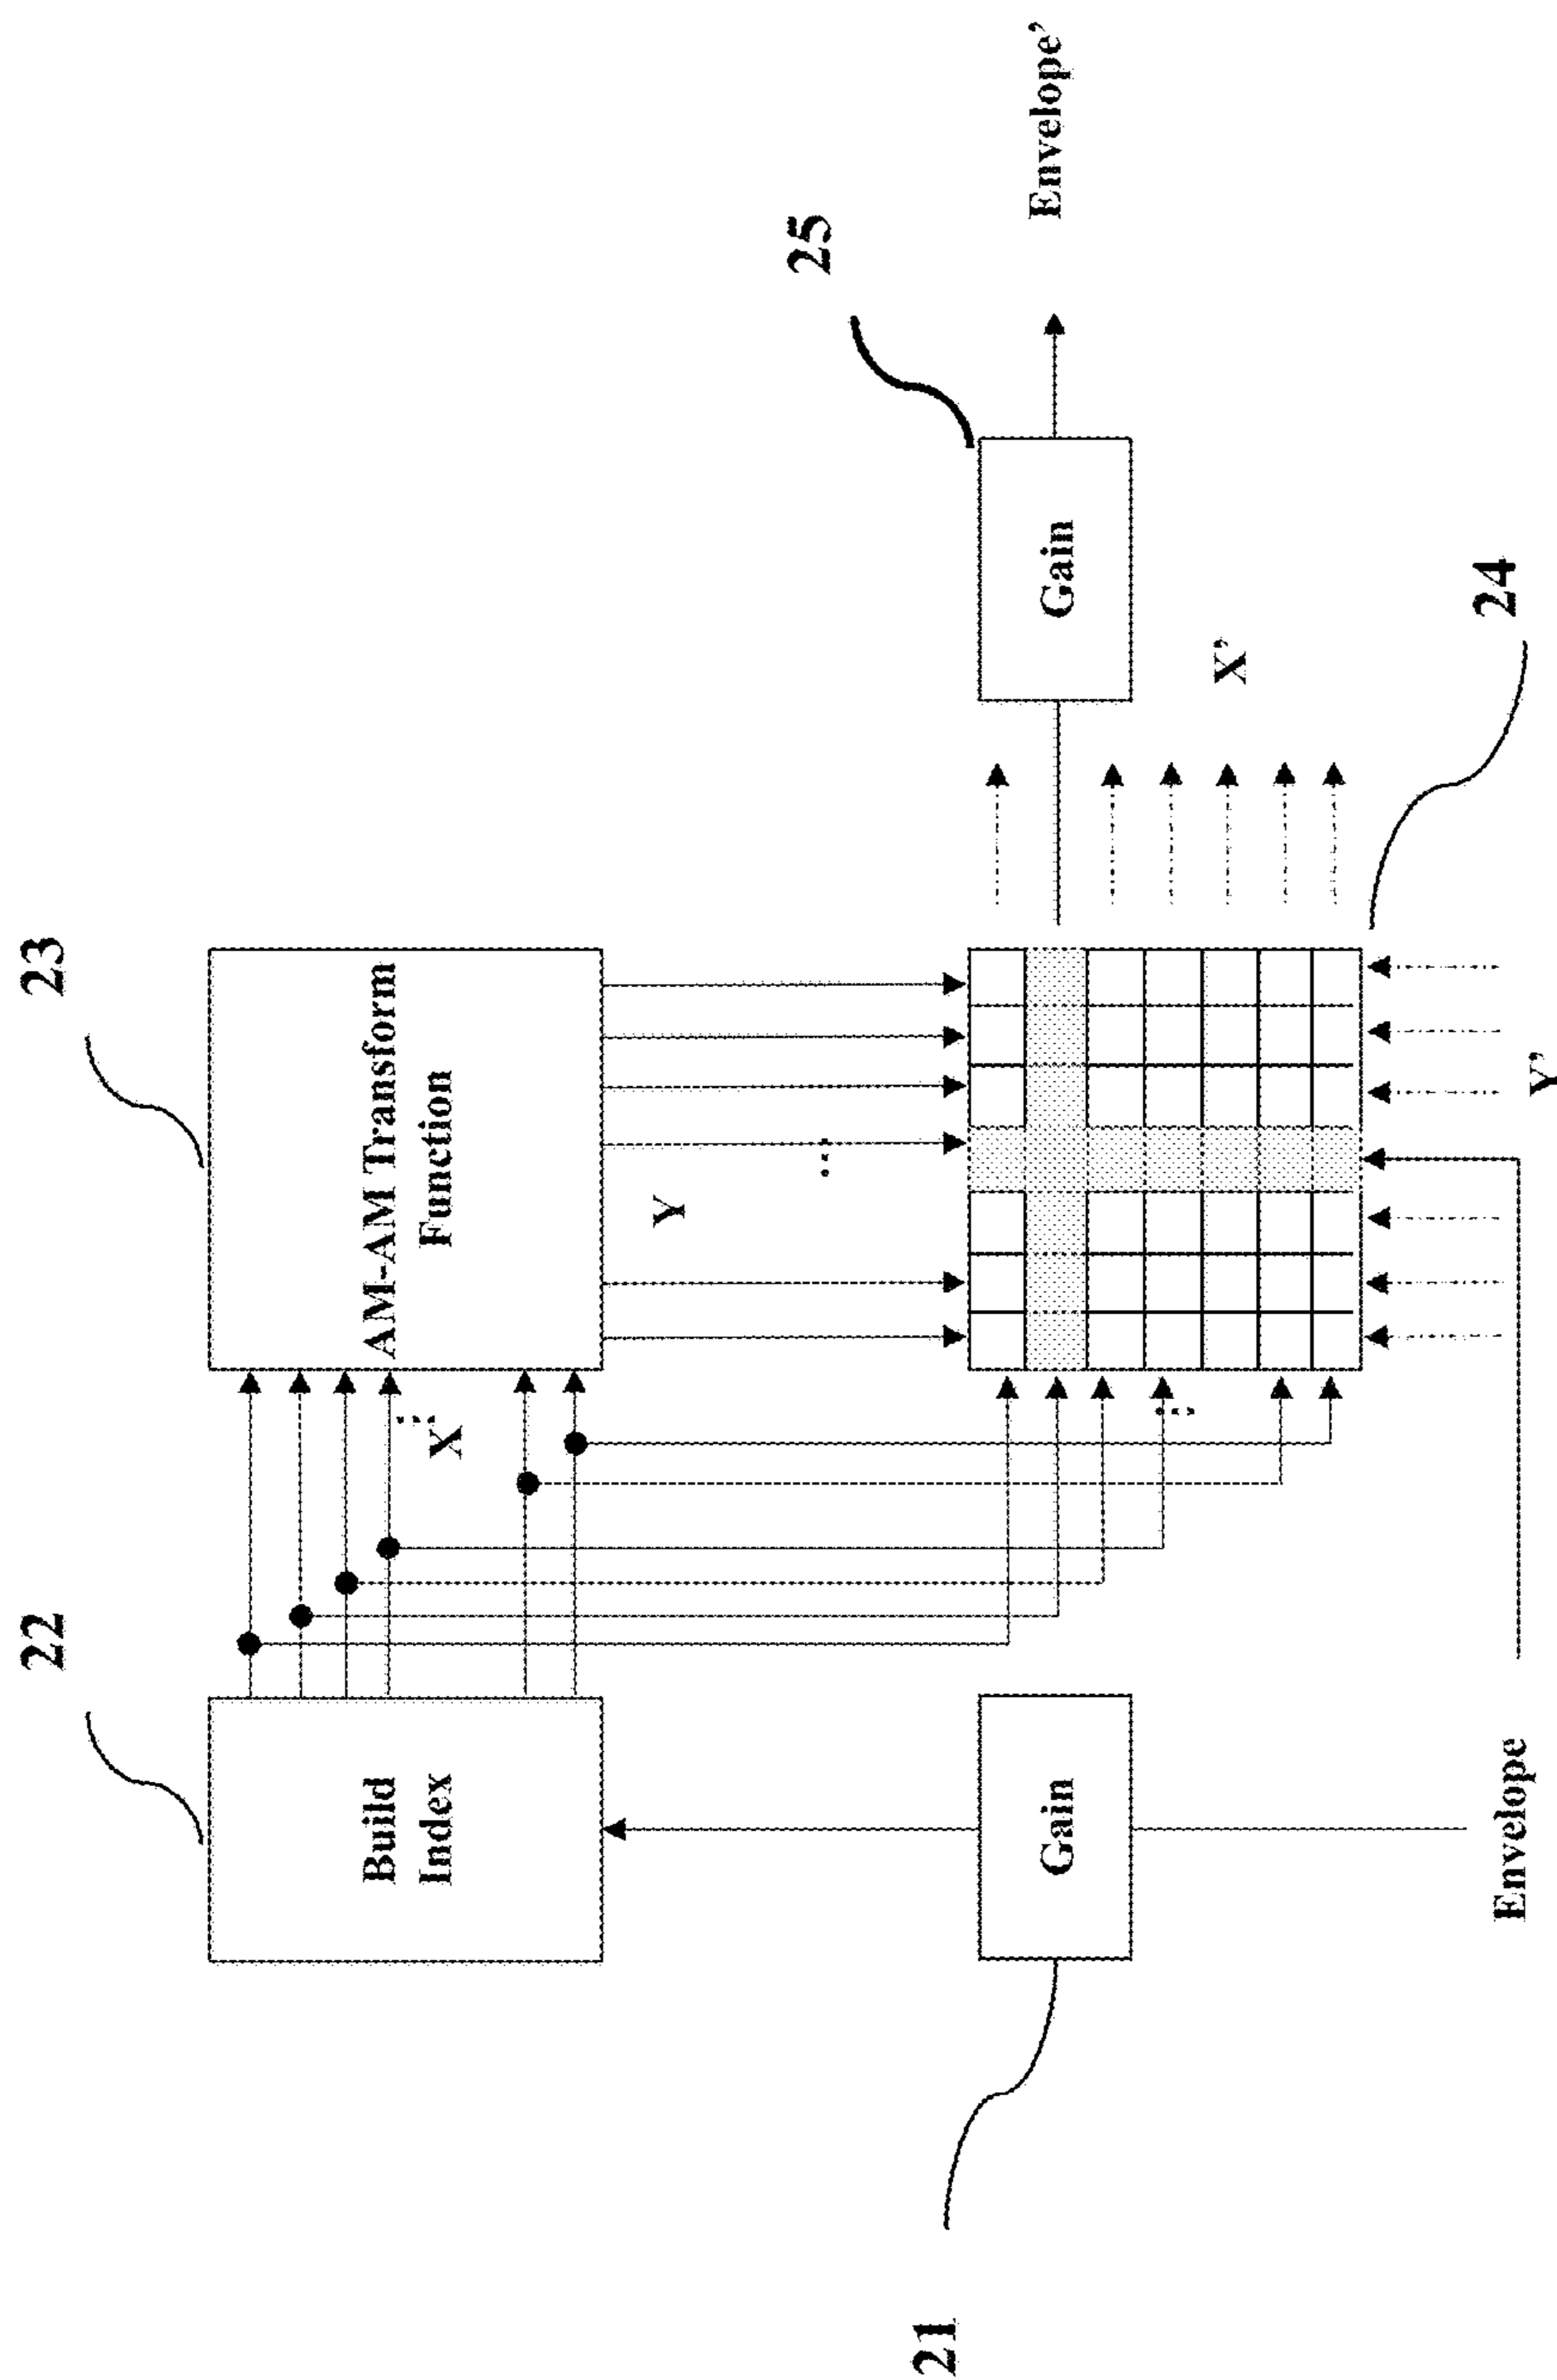 22
23
Build
Index
X
...
AM-AM Transform
Function
Y
...
25
21
Gain
...
Gain
Envelope’
X’
24
Envelope
Y’